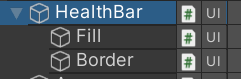 HealthBar # UI
Fill # UI
Border # UI